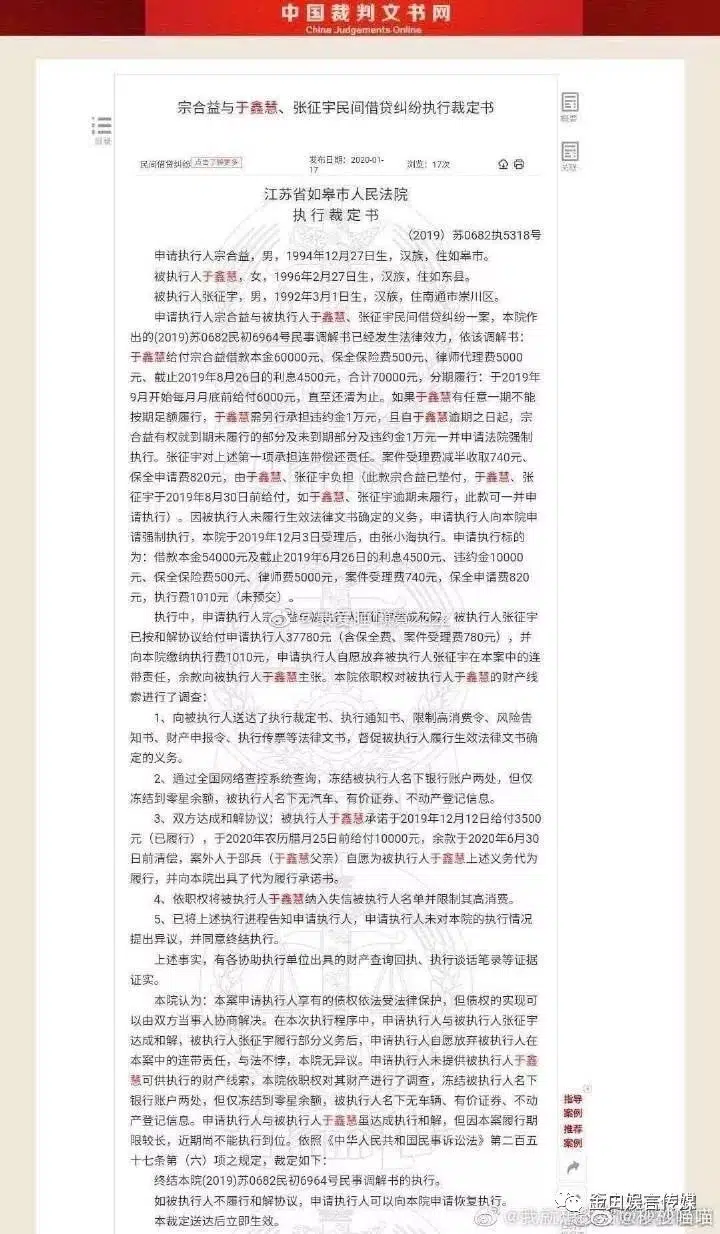 中国裁判文书网
China Judgements Online
宗合益与于鑫慧、张征宇民间借贷纠纷执行裁定书
目录
概要
关联
民间借贷纠纷 点击了解更多
发布日期：2020-01-17
浏览：17次
江苏省如皋市人民法院
执 行 裁 定 书
（2019）苏0682执5318号
申请执行人宗合益，男，1994年12月27日生，汉族，住如皋市。
被执行人于鑫慧，女，1996年2月27日生，汉族，住如东县。
被执行人张征宇，男，1992年3月1日生，汉族，住南通市崇川区。
申请执行人宗合益与被执行人于鑫慧、张征宇民间借贷纠纷一案，本院作
出的(2019)苏0682民初6964号民事调解书已经发生法律效力，依该调解书：
于鑫慧给付宗合益借款本金60000元、保全保险费500元、律师代理费5000
元、截止2019年8月26日的利息4500元，合计70000元，分期履行：于2019年
9月开始每月月底前给付6000元，直至还清为止。如果于鑫慧有任意一期不能
按期足额履行，于鑫慧需另行承担违约金1万元，且自于鑫慧逾期之日起，宗
合益有权就到期未履行的部分及未到期部分及违约金1万元一并申请法院强制
执行。张征宇对上述第一项承担连带偿还责任。案件受理费减半收取740元、
保全申请费820元，由于鑫慧、张征宇负担（此款宗合益已垫付，于鑫慧、张
征宇于2019年8月30日前给付，如于鑫慧、张征宇逾期未履行，此款可一并申
请执行）。因被执行人未履行生效法律文书确定的义务，申请执行人向本院申
请强制执行，本院于2019年12月3日受理后，由张小海执行。申请执行标的
为：借款本金54000元及截止2019年6月26日的利息4500元、违约金10000
元、保全保险费500元、律师费5000元，案件受理费740元，保全申请费820
元，执行费1010元（未预交）。
执行中，申请执行人宗合益与被执行人张征宇达成和解，被执行人张征宇
已按和解协议给付申请执行人37780元（含保全费、案件受理费780元），并
向本院缴纳执行费1010元，申请执行人自愿放弃被执行人张征宇在本案中的连
带责任，余款向被执行人于鑫慧主张。本院依职权对被执行人于鑫慧的财产线
索进行了调查：
1、向被执行人送达了执行裁定书、执行通知书、限制高消费令、风险告
知书、财产申报令、执行传票等法律文书，督促被执行人履行生效法律文书确
定的义务。
2、通过全国网络查控系统查询，冻结被执行人名下银行账户两处，但仅
冻结到零星余额，被执行人名下无汽车、有价证券、不动产登记信息。
3、双方达成和解协议：被执行人于鑫慧承诺于2019年12月12日给付3500
元（已履行），于2020年农历腊月25日前给付10000元，余款于2020年6月30
日前清偿，案外人于邵兵（于鑫慧父亲）自愿为被执行人于鑫慧上述义务代为
履行，并向本院出具了代为履行承诺书。
4、依职权将被执行人于鑫慧纳入失信被执行人名单并限制其高消费。
5、已将上述执行进程告知申请执行人，申请执行人未对本院的执行情况
提出异议，并同意终结执行。
上述事实，有各协助执行单位出具的财产查询回执、执行谈话笔录等证据
证实。
本院认为：本案申请执行人享有的债权依法受法律保护，但债权的实现可
以由双方当事人协商解决。在本次执行程序中，申请执行人与被执行人张征宇
达成和解，被执行人张征宇履行部分义务后，申请执行人自愿放弃被执行人在
本案中的连带责任，与法不悖，本院无异议。申请执行人未提供被执行人于鑫
慧可供执行的财产线索，本院依职权对其财产进行了调查，冻结被执行人名下
银行账户两处，但仅冻结到零星余额，被执行人名下无车辆、有价证券、不动
产登记信息。申请执行人与被执行人于鑫慧虽达成执行和解，但因本案履行期
限较长，近期尚不能执行到位。依照《中华人民共和国民事诉讼法》第二百五
十七条第（六）项之规定，裁定如下：
终结本院(2019)苏0682民初6964号民事调解书的执行。
如被执行人不履行和解协议，申请执行人可以向本院申请恢复执行。
本裁定送达后立即生效。
指导
案例
推荐
案例
金田娱言传媒